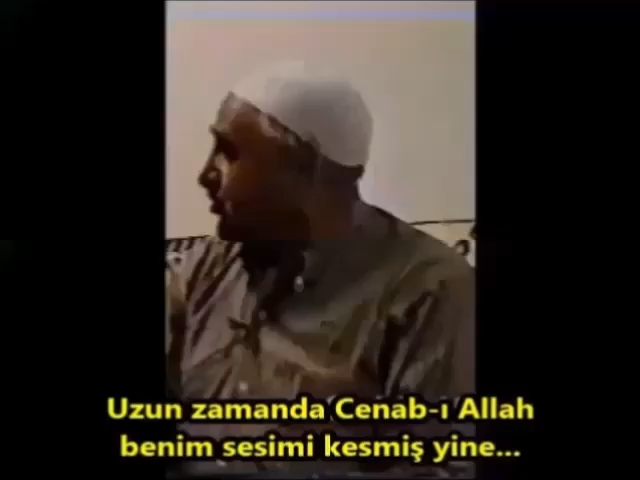 Uzun zamanda Cenab-ı Allah
benim sesimi kesmiş yine...